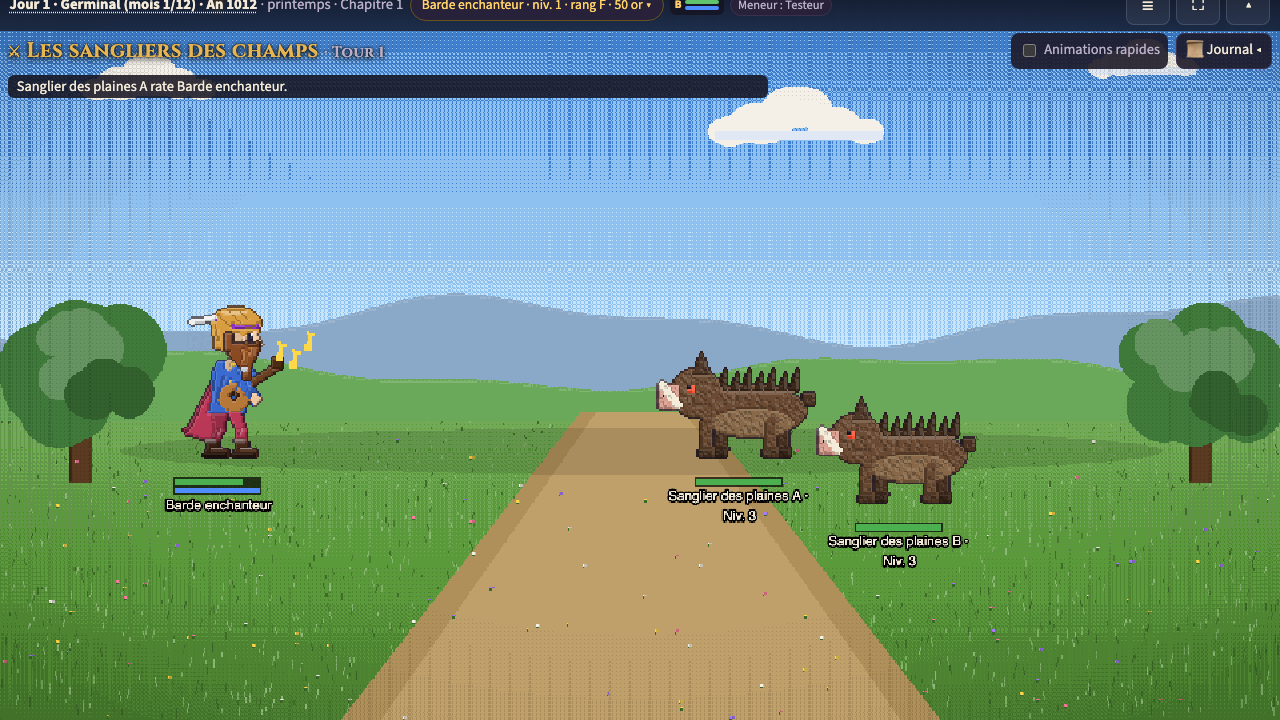 Jour 1 · Germinal (mois 1/12) · An 1012 · printemps · Chapitre 1
Barde enchanteur · niv. 1 · rang F · 50 or ▾
B
Meneur : Testeur
⚔ Les sangliers des champs · Tour 1
Animations rapides
Journal ◂
Sanglier des plaines A rate Barde enchanteur.
Barde enchanteur
Sanglier des plaines A ·
Niv. 3
Sanglier des plaines B ·
Niv. 3